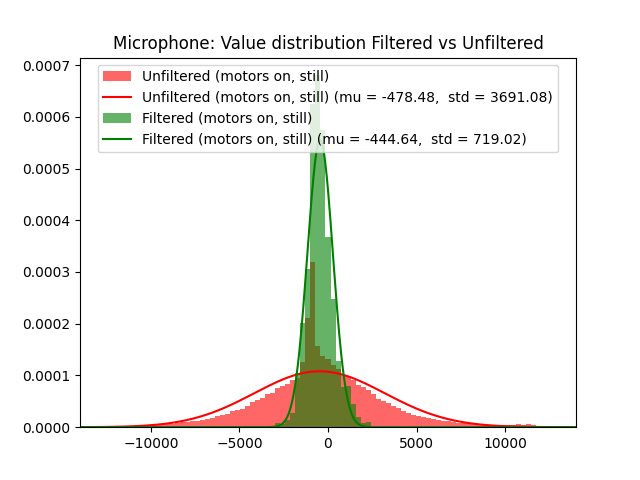 Microphone: Value distribution Filtered vs Unfiltered
0.0007
0.0006
0.0005
0.0004
0.0003
0.0002
0.0001
0.0000
Unfiltered (motors on, still)
Unfiltered (motors on, still) (mu = -478.48,  std = 3691.08)
Filtered (motors on, still)
Filtered (motors on, still) (mu = -444.64,  std = 719.02)
−10000 −5000 0 5000 10000